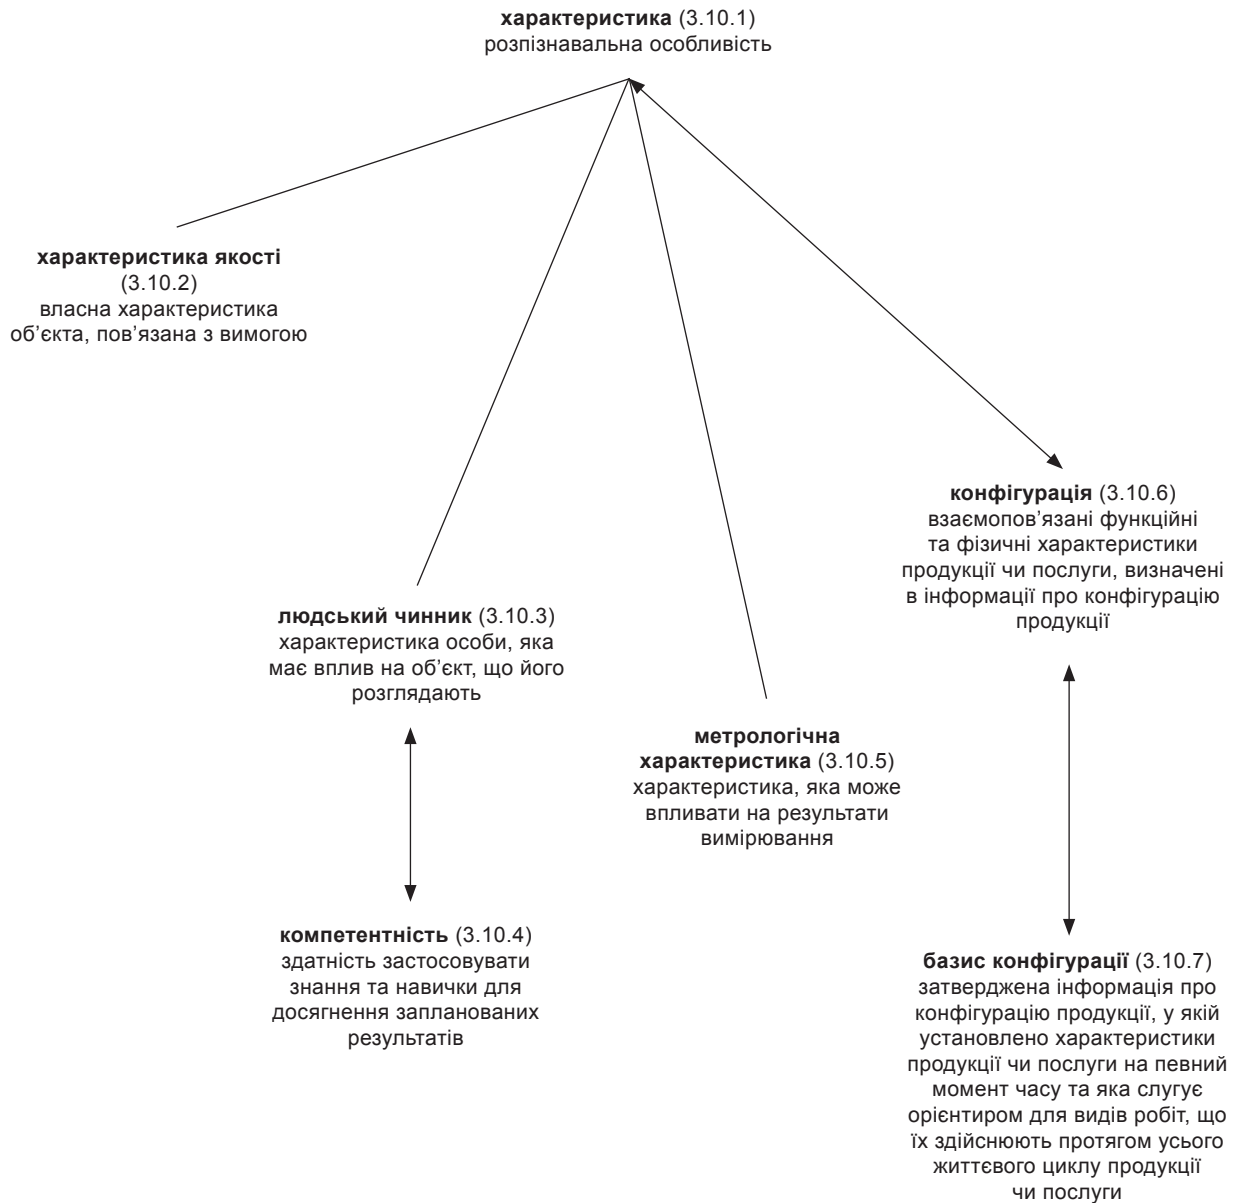 характеристика (3.10.1)
розпізнавальна особливість
характеристика якості
(3.10.2)
власна характеристика
об’єкта, пов’язана з вимогою
конфігурація (3.10.6)
взаємопов’язані функційні
та фізичні характеристики
продукції чи послуги, визначені
в інформації про конфігурацію
продукції
людський чинник (3.10.3)
характеристика особи, яка
має вплив на об’єкт, що його
розглядають
метрологічна
характеристика (3.10.5)
характеристика, яка може
впливати на результати
вимірювання
компетентність (3.10.4)
здатність застосовувати
знання та навички для
досягнення запланованих
результатів
базис конфігурації (3.10.7)
затверджена інформація про
конфігурацію продукції, у якій
установлено характеристики
продукції чи послуги на певний
момент часу та яка слугує
орієнтиром для видів робіт, що
їх здійснюють протягом усього
життєвого циклу продукції
чи послуги